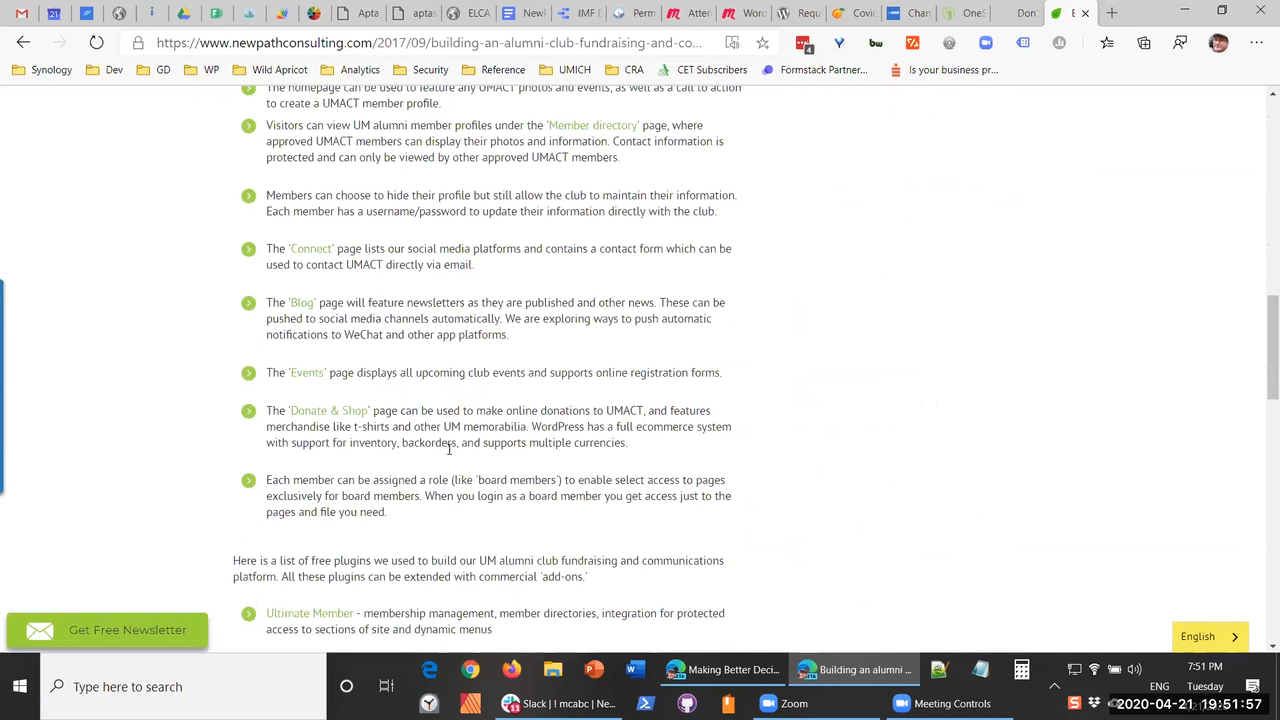 Apta
aptas
ELCA
New
IMF D
Perm
Atten
Wor
Requ
Covic
Chan
OneS
Don'
E
https://www.newpathconsulting.com/2017/09/building-an-alumni-club-fundraising-and-co...
Synology
Dev
GD
WP
Wild Apricot
Analytics
Security
Reference
UMICH
CRA
CET Subscribers
Formstack Partner...
Is your business pr...
The homepage can be used to feature any UMACT photos and events, as well as a call to action
to create a UMACT member profile.
Visitors can view UM alumni member profiles under the 'Member directory' page, where
approved UMACT members can display their photos and information. Contact information is
protected and can only be viewed by other approved UMACT members.
Members can choose to hide their profile but still allow the club to maintain their information.
Each member has a username/password to update their information directly with the club.
The 'Connect' page lists our social media platforms and contains a contact form which can be
used to contact UMACT directly via email.
The 'Blog' page will feature newsletters as they are published and other news. These can be
pushed to social media channels automatically. We are exploring ways to push automatic
notifications to WeChat and other app platforms.
The 'Events' page displays all upcoming club events and supports online registration forms.
The 'Donate & Shop' page can be used to make online donations to UMACT, and features
merchandise like t-shirts and other UM memorabilia. WordPress has a full ecommerce system
with support for inventory, backorders, and supports multiple currencies.
Each member can be assigned a role (like 'board members') to enable select access to pages
exclusively for board members. When you login as a board member you get access just to the
pages and file you need.
Here is a list of free plugins we used to build our UM alumni club fundraising and communications
platform. All these plugins can be extended with commercial 'add-ons.'
Ultimate Member - membership management, member directories, integration for protected
access to sections of site and dynamic menus
Get Free Newsletter
English
Type here to search
Making Better Deci...
Building an alumni ...
Slack | mcabc | Ne...
Zoom
Meeting Controls
ENG
7:51 PM
Tuesday
2020-04-21 19:51:57